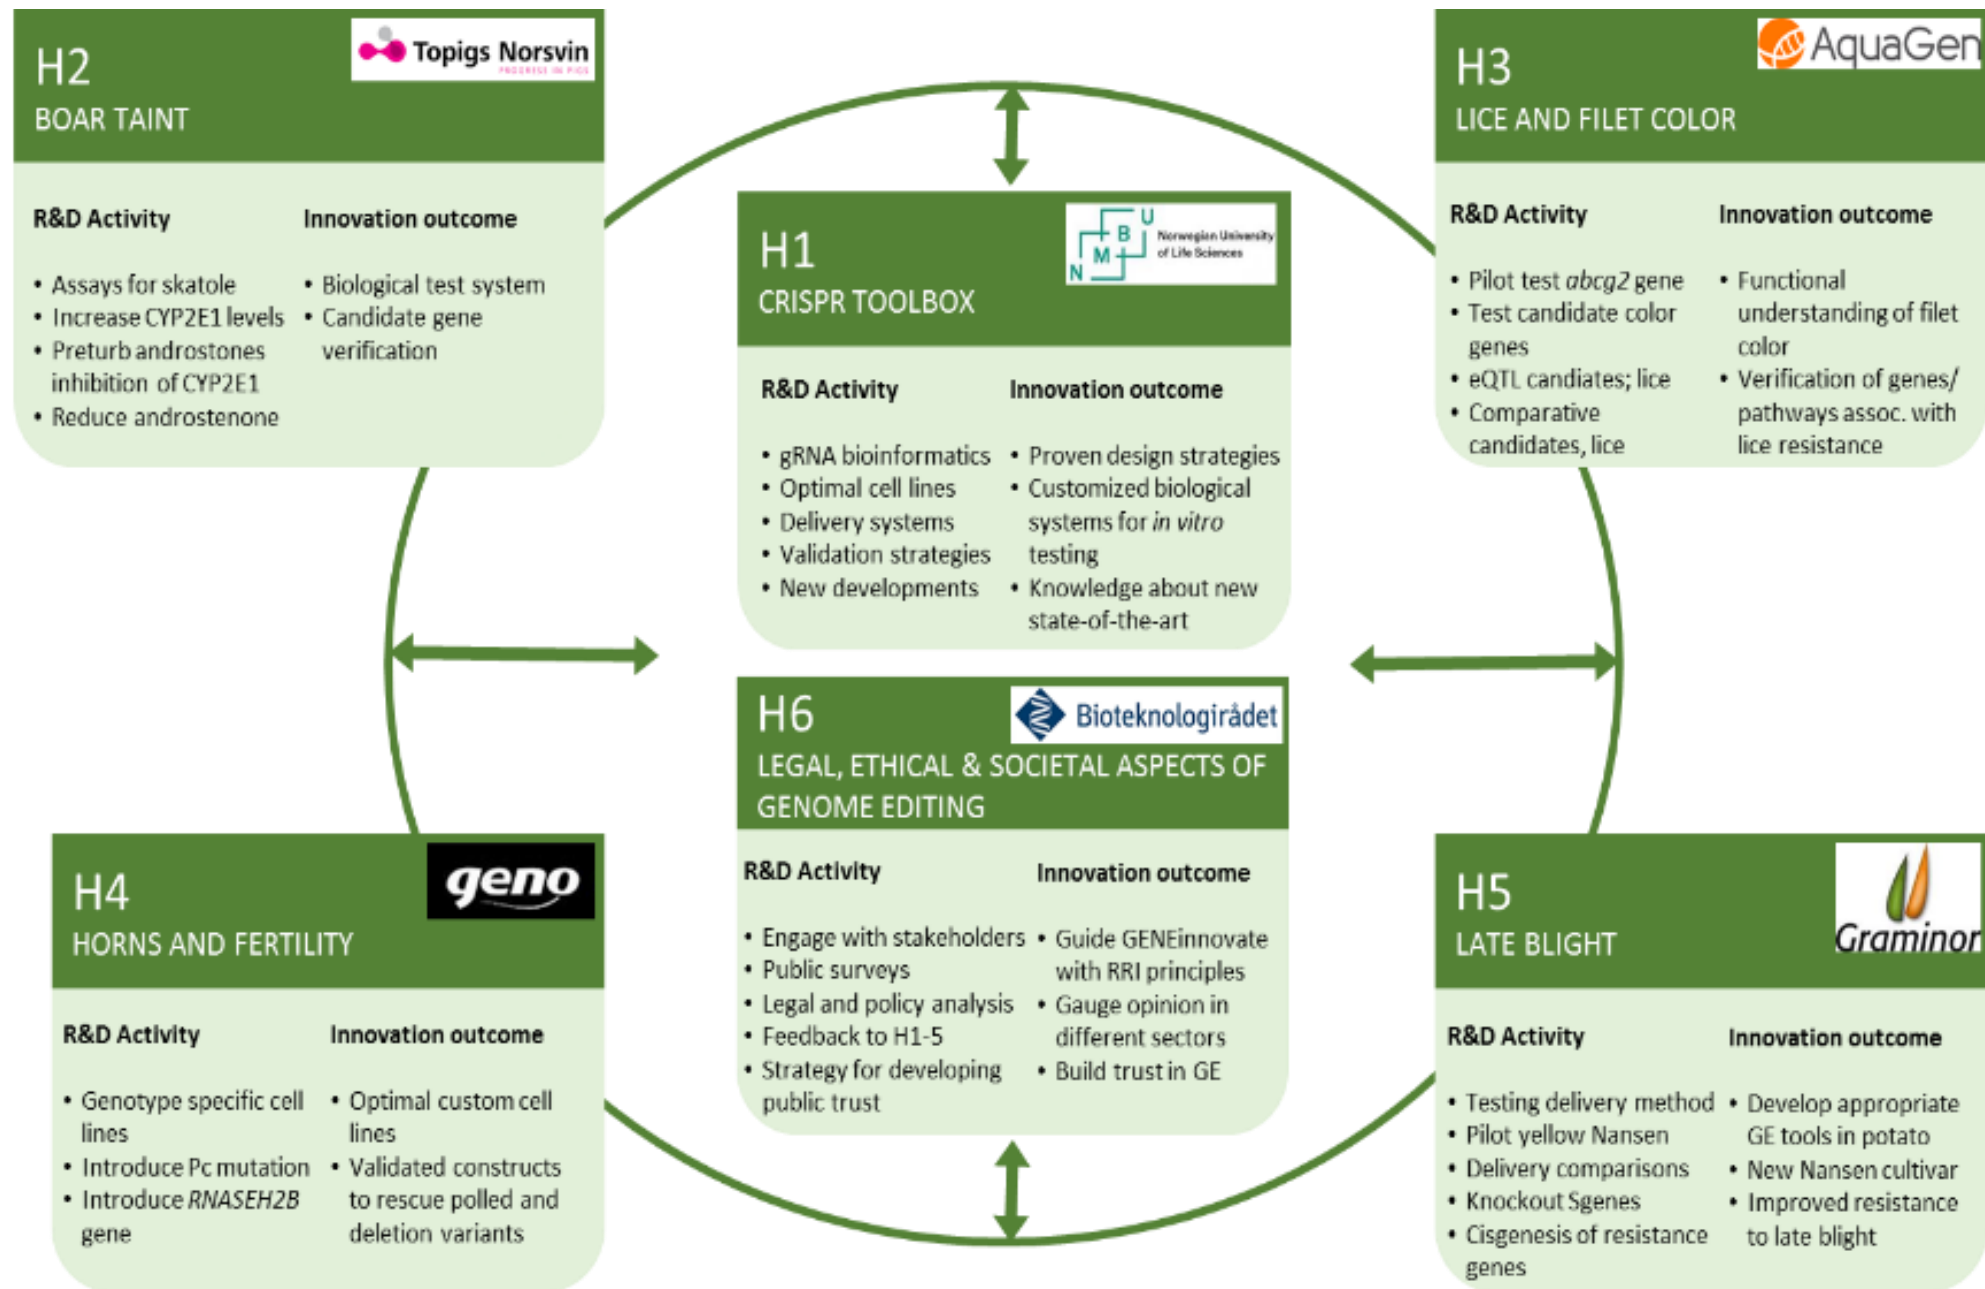 H2
Topigs Norsvin
PROGRESS IN PIGS
BOAR TAINT
R&D Activity
• Assays for skatole
• Increase CYP2E1 levels
• Preturb androstones
inhibition of CYP2E1
• Reduce androstenone
Innovation outcome
• Biological test system
• Candidate gene
verification
H3
AquaGen
LICE AND FILET COLOR
R&D Activity
• Pilot test abcg2 gene
• Test candidate color
genes
• eQTL candiates; lice
• Comparative
candidates, lice
Innovation outcome
• Functional
understanding of filet
color
• Verification of genes/
pathways assoc. with
lice resistance
H1
N M B U
Norwegian University
of Life Sciences
CRISPR TOOLBOX
R&D Activity
• gRNA bioinformatics
• Optimal cell lines
• Delivery systems
• Validation strategies
• New developments
Innovation outcome
• Proven design strategies
• Customized biological
systems for in vitro
testing
• Knowledge about new
state-of-the-art
H6
Bioteknologirådet
LEGAL, ETHICAL & SOCIETAL ASPECTS OF
GENOME EDITING
R&D Activity
• Engage with stakeholders
• Public surveys
• Legal and policy analysis
• Feedback to H1-5
• Strategy for developing
public trust
Innovation outcome
• Guide GENEinnovate
with RRI principles
• Gauge opinion in
different sectors
• Build trust in GE
H4
geno
HORNS AND FERTILITY
R&D Activity
• Genotype specific cell
lines
• Introduce Pc mutation
• Introduce RNASEH2B
gene
Innovation outcome
• Optimal custom cell
lines
• Validated constructs
to rescue polled and
deletion variants
H5
Graminor
LATE BLIGHT
R&D Activity
• Testing delivery method
• Pilot yellow Nansen
• Delivery comparisons
• Knockout Sgenes
• Cisgenesis of resistance
genes
Innovation outcome
• Develop appropriate
GE tools in potato
• New Nansen cultivar
• Improved resistance
to late blight